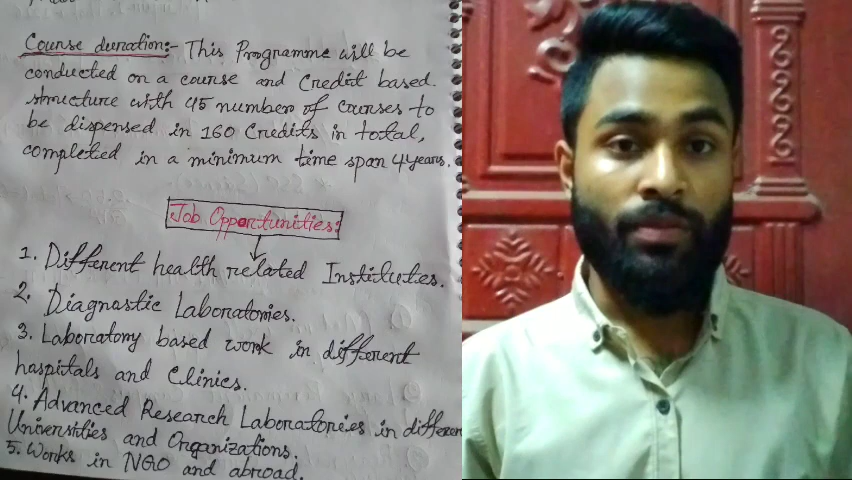 Course duration:- This Programme will be
conducted on a course and Credit based
structure with 45 number of courses to
be dispensed in 160 Credits in total,
completed in a minimum time span 4 years.
Job Opportunities:
1. Different health related Institutes.
2. Diagnostic Laboratories.
3. Laboratory based work in different
hospitals and Clinics.
4. Advanced Research Laboratories in differen
Universities and Organizations.
5. Works in NGO and abroad.